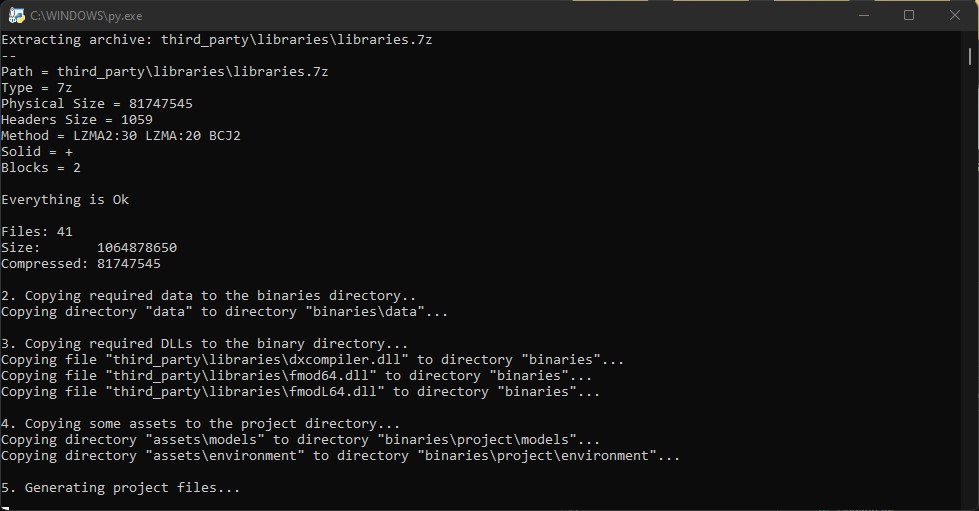 C:\WINDOWS\py.exe
Extracting archive: third_party\libraries\libraries.7z
--
Path = third_party\libraries\libraries.7z
Type = 7z
Physical Size = 81747545
Headers Size = 1059
Method = LZMA2:30 LZMA:20 BCJ2
Solid = +
Blocks = 2
Everything is Ok
Files: 41
Size:       1064878650
Compressed: 81747545
2. Copying required data to the binaries directory..
Copying directory "data" to directory "binaries\data"...
3. Copying required DLLs to the binary directory...
Copying file "third_party\libraries\dxcompiler.dll" to directory "binaries"...
Copying file "third_party\libraries\fmod64.dll" to directory "binaries"...
Copying file "third_party\libraries\fmodL64.dll" to directory "binaries"...
4. Copying some assets to the project directory...
Copying directory "assets\models" to directory "binaries\project\models"...
Copying directory "assets\environment" to directory "binaries\project\environment"...
5. Generating project files...